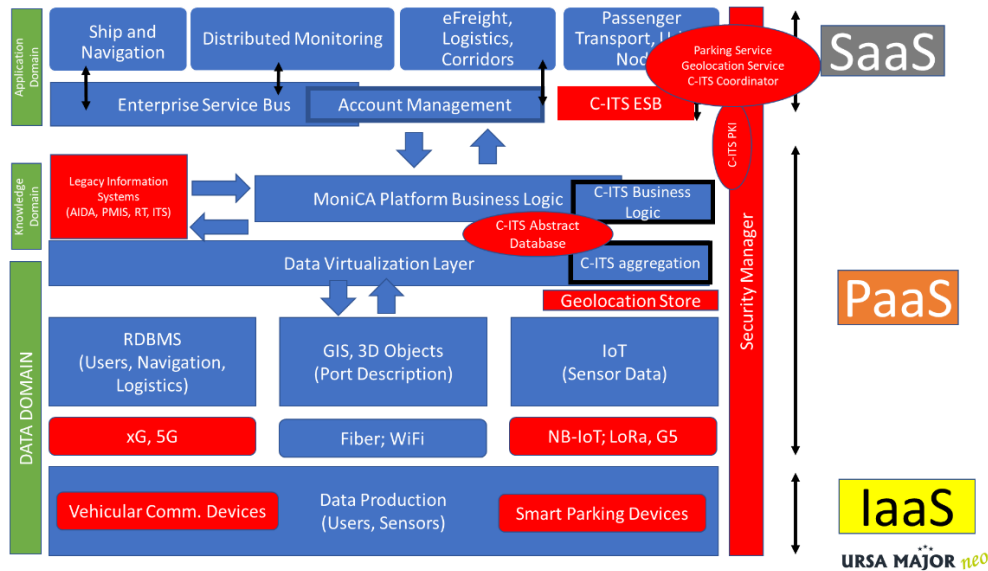 Application
Domain
Ship and
Navigation
Distributed Monitoring
eFreight,
Logistics,
Corridors
Passenger
Transport,
Parking Service
Geolocation Service
C-ITS Coordinator
SaaS
Enterprise Service Bus
Account Management
C-ITS ESB
C-ITS PKI
Knowledge
Domain
Legacy Information
Systems
(AIDA, PMIS, RT, ITS)
MoniCA Platform Business Logic
C-ITS Business
Logic
C-ITS Abstract
Database
Data Virtualization Layer
C-ITS aggregation
Geolocation Store
Security Manager
PaaS
DATA DOMAIN
RDBMS
(Users, Navigation,
Logistics)
GIS, 3D Objects
(Port Description)
IoT
(Sensor Data)
xG, 5G
Fiber; WiFi
NB-IoT; LoRa, G5
Data Production
(Users, Sensors)
Vehicular Comm. Devices
Smart Parking Devices
IaaS
URSA MAJOR neo